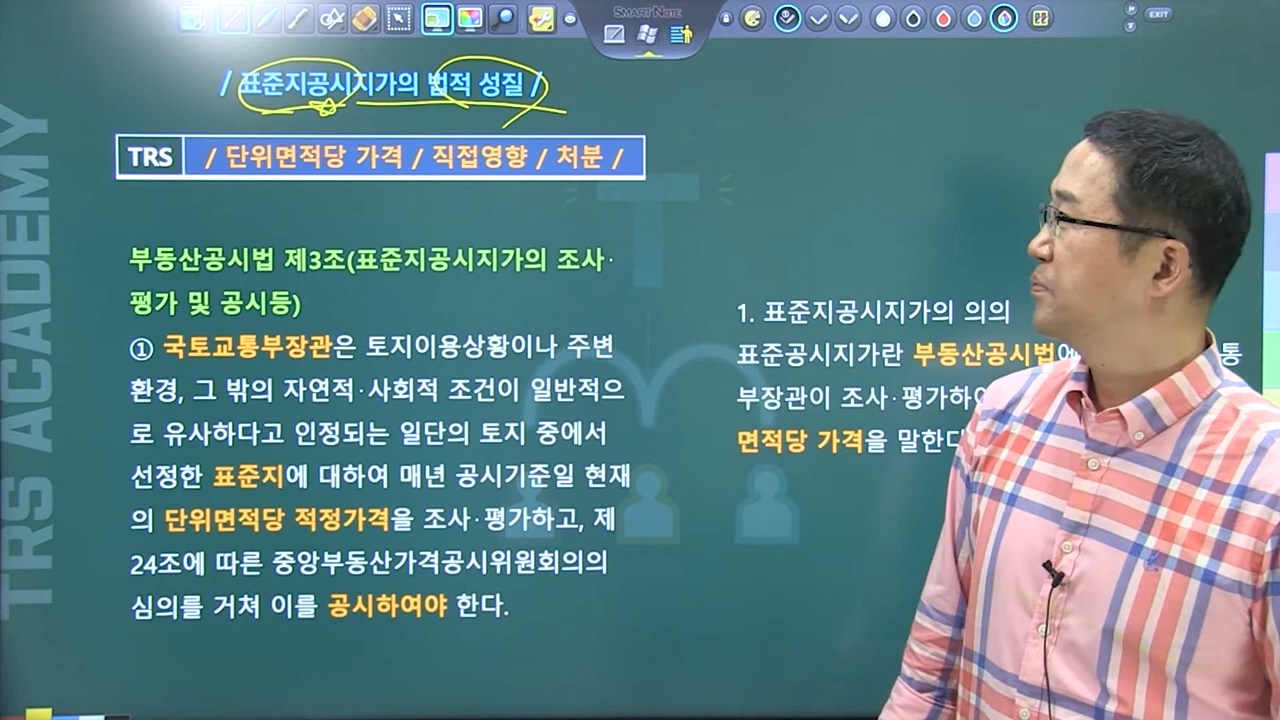 SMARTNOTE
EXIT
/ 표준지공시지가의 법적 성질 /
TRS / 단위면적당 가격 / 직접영향 / 처분 /
부동산공시법 제3조(표준지공시지가의 조사·
평가 및 공시등)
① 국토교통부장관은 토지이용상황이나 주변
환경, 그 밖의 자연적·사회적 조건이 일반적으
로 유사하다고 인정되는 일단의 토지 중에서
선정한 표준지에 대하여 매년 공시기준일 현재
의 단위면적당 적정가격을 조사·평가하고, 제
24조에 따른 중앙부동산가격공시위원회의의
심의를 거쳐 이를 공시하여야 한다.
1. 표준지공시지가의 의의
표준공시지가란 부동산공시법에 통
부장관이 조사·평가하여
면적당 가격을 말한다
TRS ACADEMY